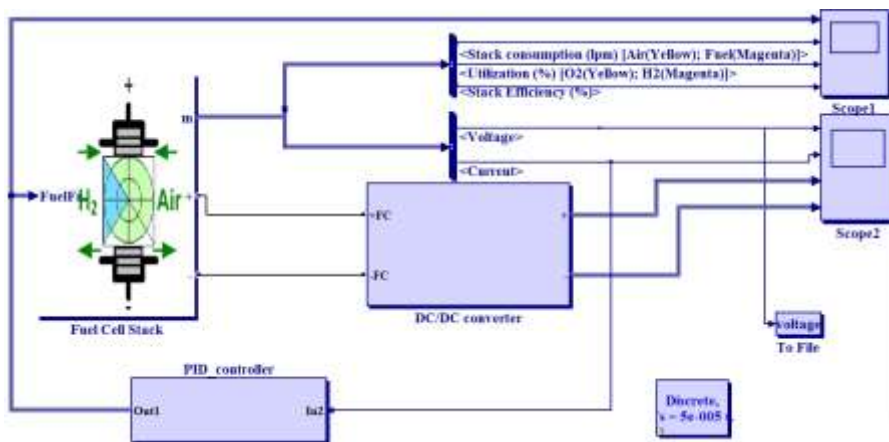 <Stack consumption (lpm) [Air(Yellow); Fuel(Magenta)]>
<Utilization (%) [O2(Yellow); H2(Magenta)]>
<Stack Efficiency (%)>
Scope1
+
m
<Voltage>
<Current>
FuelF
H2 Air
+
+FC
+
Scope2
-FC
-
-
-
Fuel Cell Stack
DC/DC converter
voltage
To File
PID_controller
Out1
In2
Discrete,
's = 5e-005